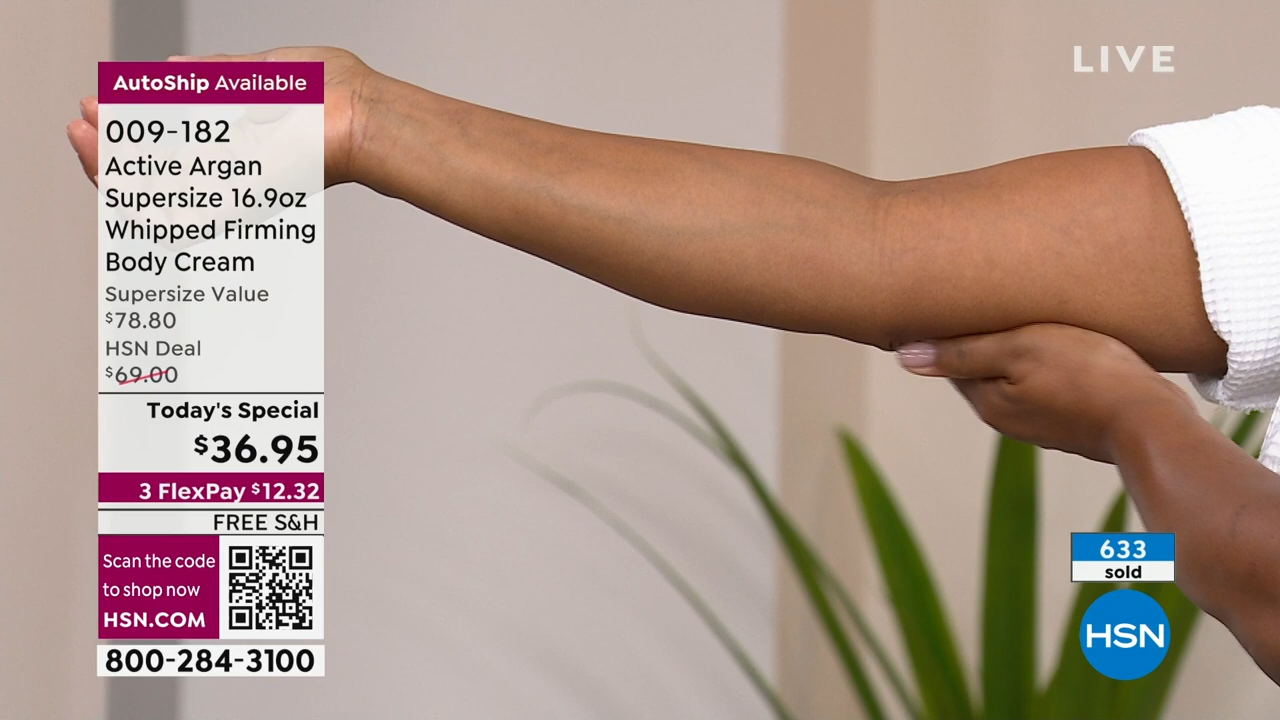 AutoShip Available
009-182
Active Argan
Supersize 16.9oz
Whipped Firming
Body Cream
Supersize Value
$78.80
HSN Deal
$69.00
Today's Special
$36.95
3 FlexPay $12.32
FREE S&H
Scan the code
to shop now
HSN.COM
800-284-3100
LIVE
633
sold
HSN